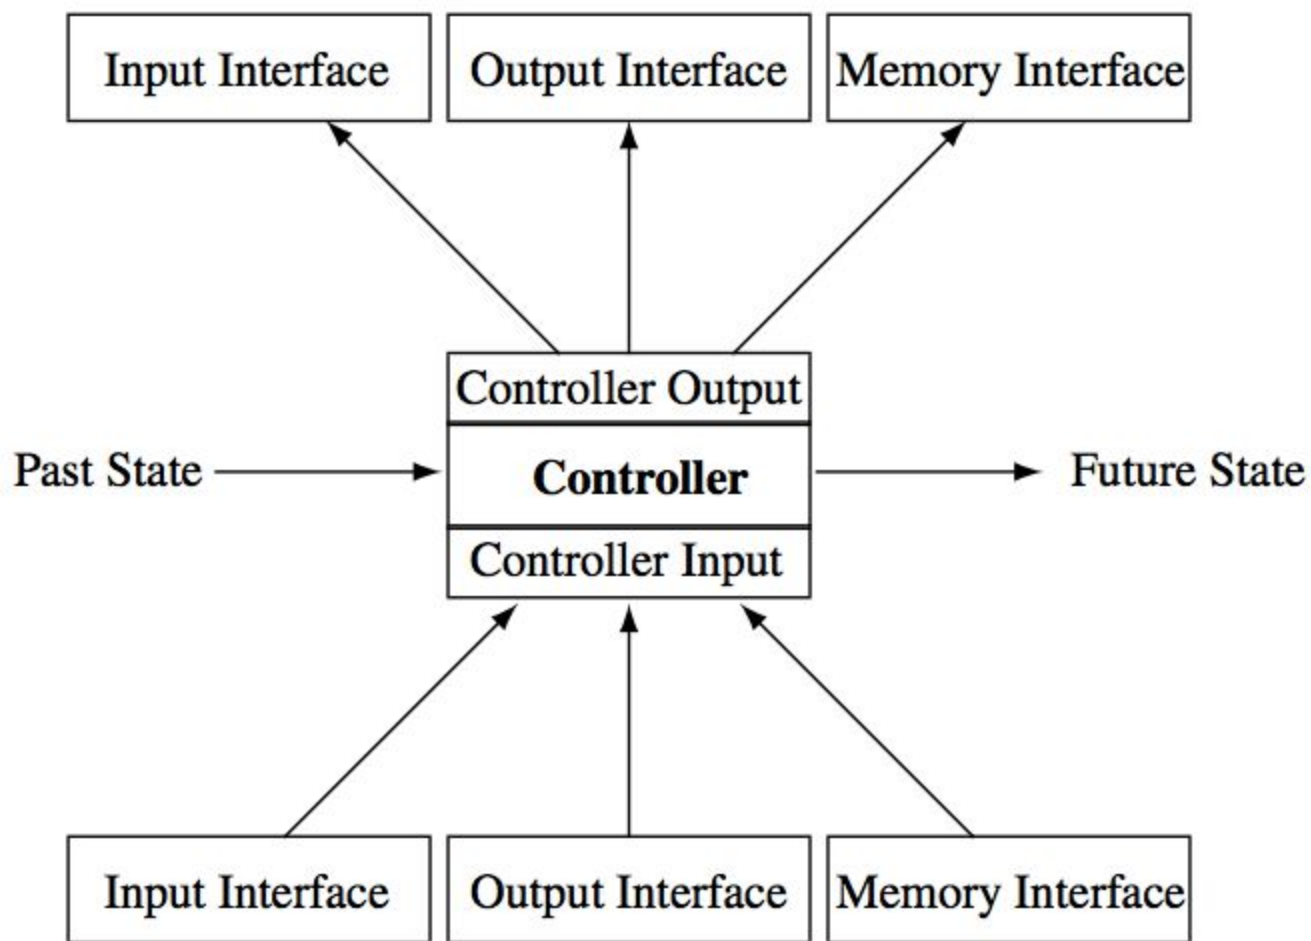 Input Interface
Output Interface
Memory Interface
Controller Output
Past State
Controller
Future State
Controller Input
Input Interface
Output Interface
Memory Interface